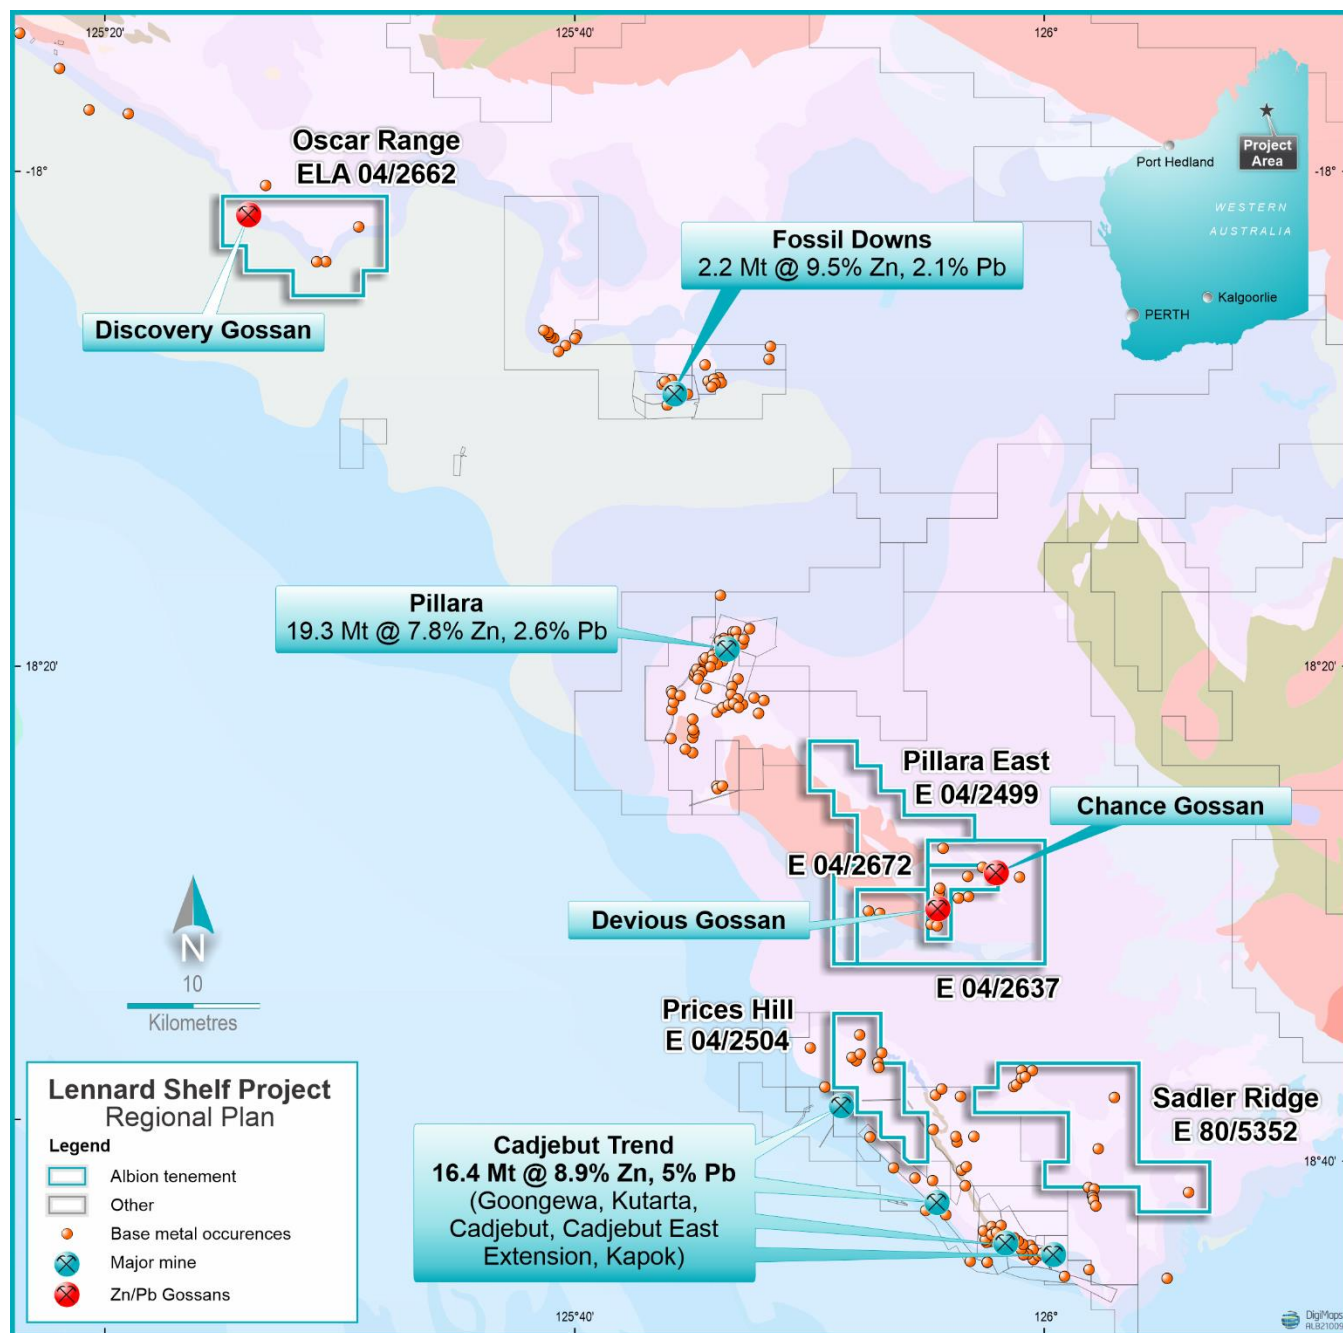 125°20'
125°40'
126°
-18°
-18°
Oscar Range
ELA 04/2662
Discovery Gossan
Fossil Downs
2.2 Mt @ 9.5% Zn, 2.1% Pb
Project
Area
Port Hedland
WESTERN
AUSTRALIA
Kalgoorlie
PERTH
Pillara
19.3 Mt @ 7.8% Zn, 2.6% Pb
18°20'
18°20'
Pillara East
E 04/2499
Chance Gossan
E 04/2672
Devious Gossan
E 04/2637
N
10
Kilometres
Prices Hill
E 04/2504
Sadler Ridge
E 80/5352
18°40'
Cadjebut Trend
16.4 Mt @ 8.9% Zn, 5% Pb
(Goongewa, Kutarta,
Cadjebut, Cadjebut East
Extension, Kapok)
Lennard Shelf Project
Regional Plan
Legend
Albion tenement
Other
Base metal occurences
Major mine
Zn/Pb Gossans
125°40'
126°
DigiMaps
ALB21009